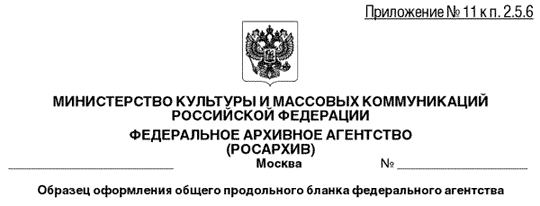 Приложение № 11 к п. 2.5.6
МИНИСТЕРСТВО КУЛЬТУРЫ И МАССОВЫХ КОММУНИКАЦИЙ
РОССИЙСКОЙ ФЕДЕРАЦИИ
ФЕДЕРАЛЬНОЕ АРХИВНОЕ АГЕНТСТВО
(РОСАРХИВ)
Москва №
Образец оформления общего продольного бланка федерального агентства